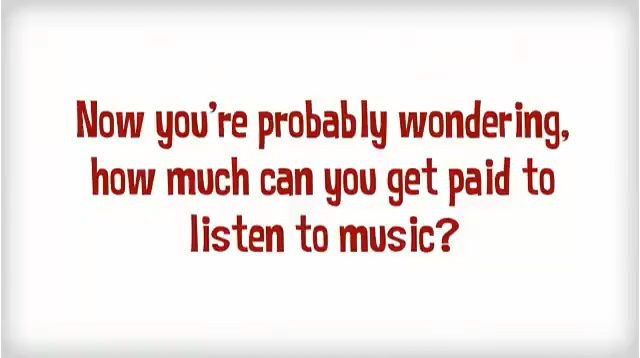 Now you're probably wondering,
how much can you get paid to
listen to music?